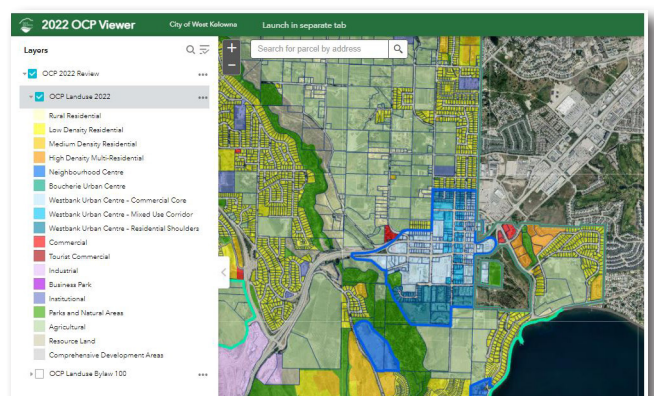 2022 OCP Viewer
City of West Kelowna
Launch in separate tab
Layers
Search for parcel by address
OCP 2022 Review
OCP Landuse 2022
Rural Residential
Low Density Residential
Medium Density Residential
High Density Multi-Residential
Neighbourhood Centre
Boucherie Urban Centre
Westbank Urban Centre - Commercial Core
Westbank Urban Centre - Mixed Use Corridor
Westbank Urban Centre - Residential Shoulders
Commercial
Tourist Commercial
Industrial
Business Park
Institutional
Parks and Natural Areas
Agricultural
Resource Land
Comprehensive Development Areas
OCP Landuse Bylaw 100